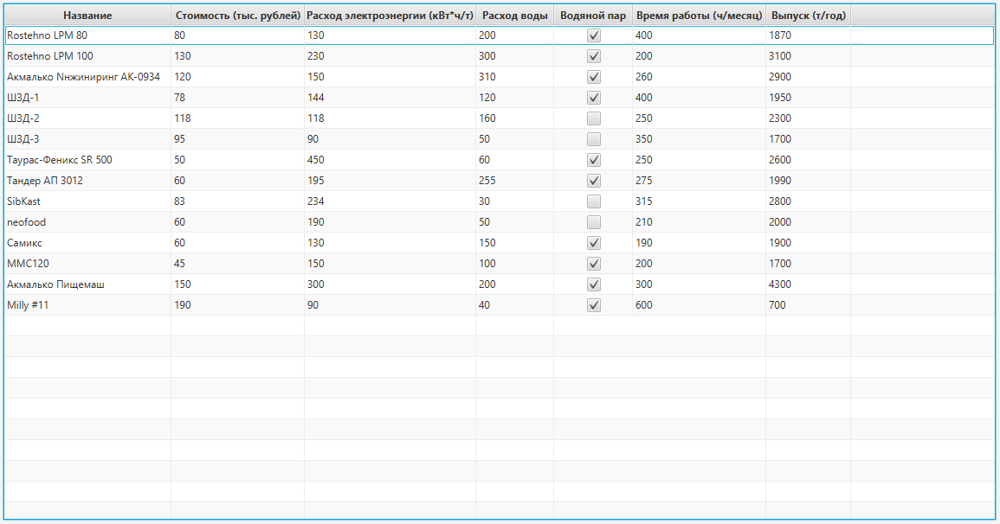 Название Стоимость (тыс. рублей) Расход электроэнергии (кВт*ч/т) Расход воды Водяной пар Время работы (ч/месяц) Выпуск (т/год)
Rostehno LPM 80 80 130 200 400 1870
Rostehno LPM 100 130 230 300 200 3100
Акмалько Nнжиниринг АК-0934 120 150 310 260 2900
ШЗД-1 78 144 120 400 1950
ШЗД-2 118 118 160 250 2300
ШЗД-3 95 90 50 350 1700
Таурас-Феникс SR 500 50 450 60 250 2600
Тандер АП 3012 60 195 255 275 1990
SibKast 83 234 30 315 2800
neofood 60 190 50 210 2000
Самикс 60 130 150 190 1900
ММС120 45 150 100 200 1700
Акмалько Пищемаш 150 300 200 300 4300
Milly #11 190 90 40 600 700